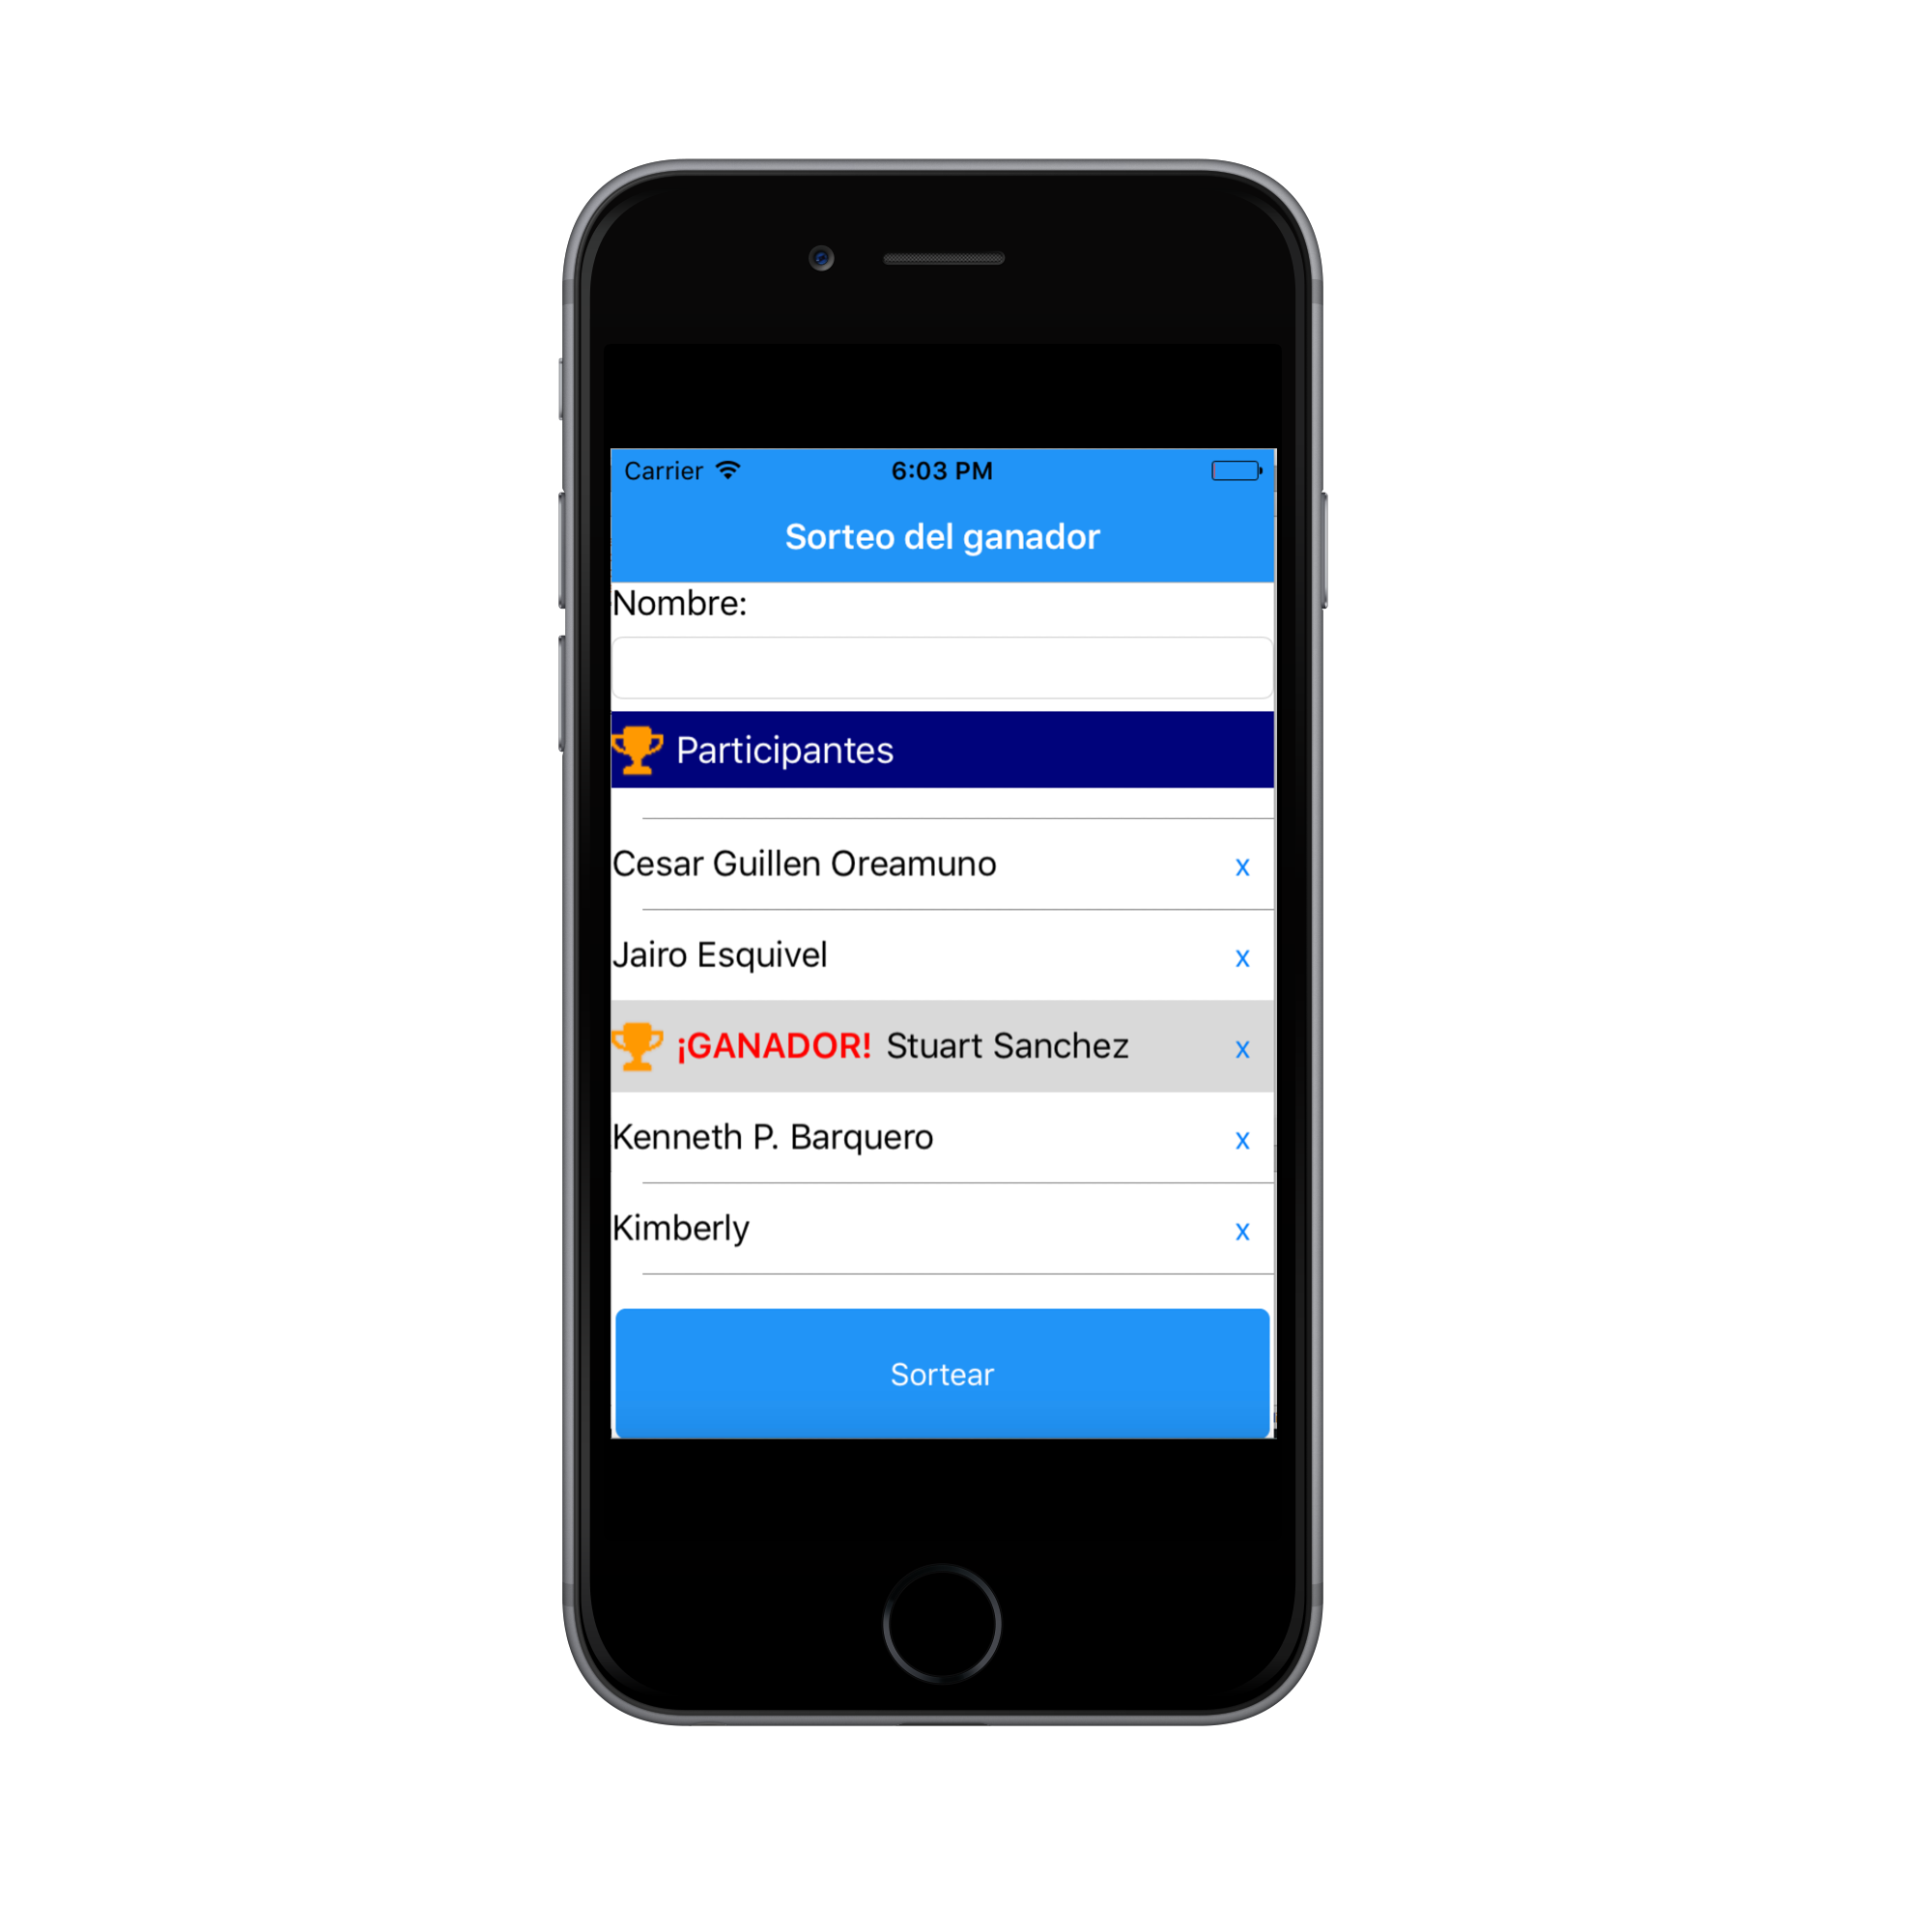 Carrier 6:03 PM
Sorteo del ganador
Nombre:
Participantes
Cesar Guillen Oreamuno x
Jairo Esquivel x
¡GANADOR! Stuart Sanchez x
Kenneth P. Barquero x
Kimberly x
Sortear